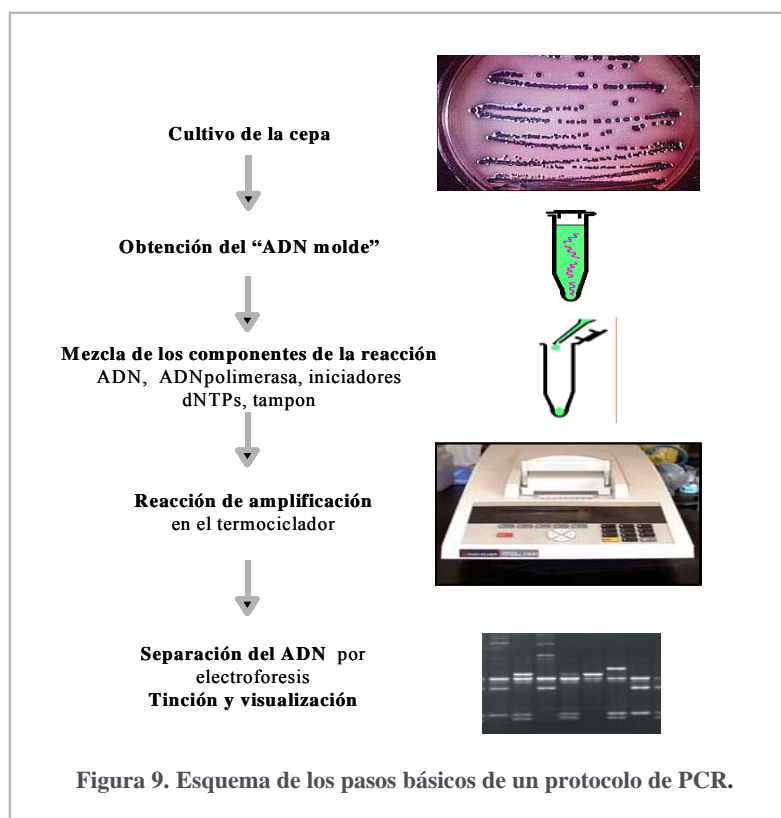 Cultivo de la cepa
Obtención del “ADN molde”
Mezcla de los componentes de la reacción
ADN, ADNpolimerasa, iniciadores
dNTPs, tampon
Reacción de amplificación
en el termociclador
Separación del ADN por
electroforesis
Tinción y visualización
Figura 9. Esquema de los pasos básicos de un protocolo de PCR.